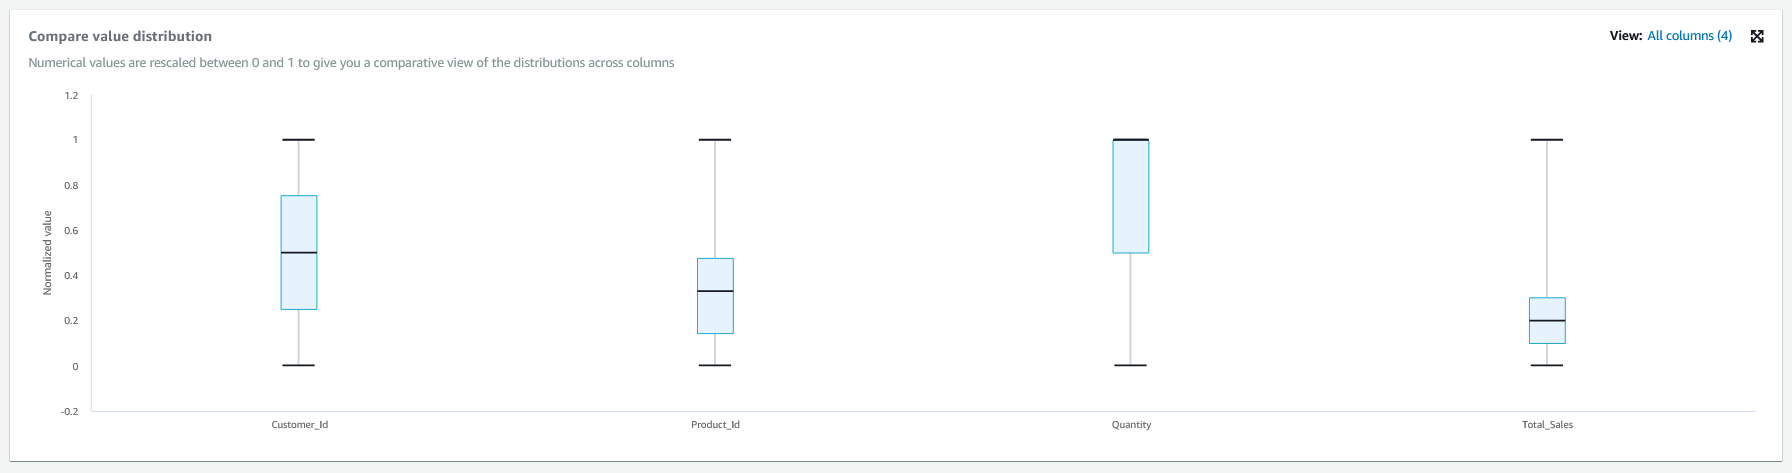 Compare value distribution
View: All columns (4)
Numerical values are rescaled between 0 and 1 to give you a comparative view of the distributions across columns
1.2
1
0.8
0.6
0.4
0.2
0
-0.2
Normalized value
Customer_Id
Product_Id
Quantity
Total_Sales